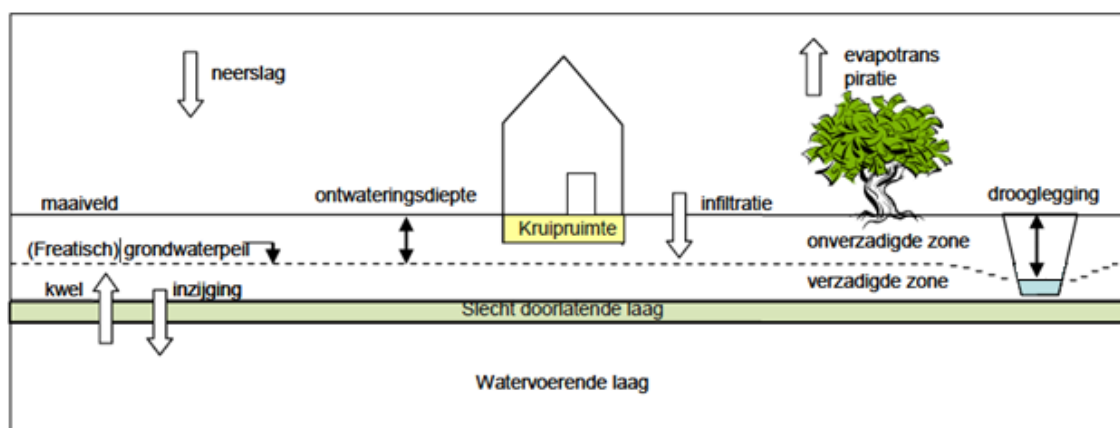 neerslag
evapotrans
piratie
maaiveld
ontwateringsdiepte
infiltratie
drooglegging
Kruipruimte
(Freatisch) grondwaterpeil
onverzadigde zone
kwel
inzijging
verzadigde zone
Slecht doorlatende laag
Watervoerende laag